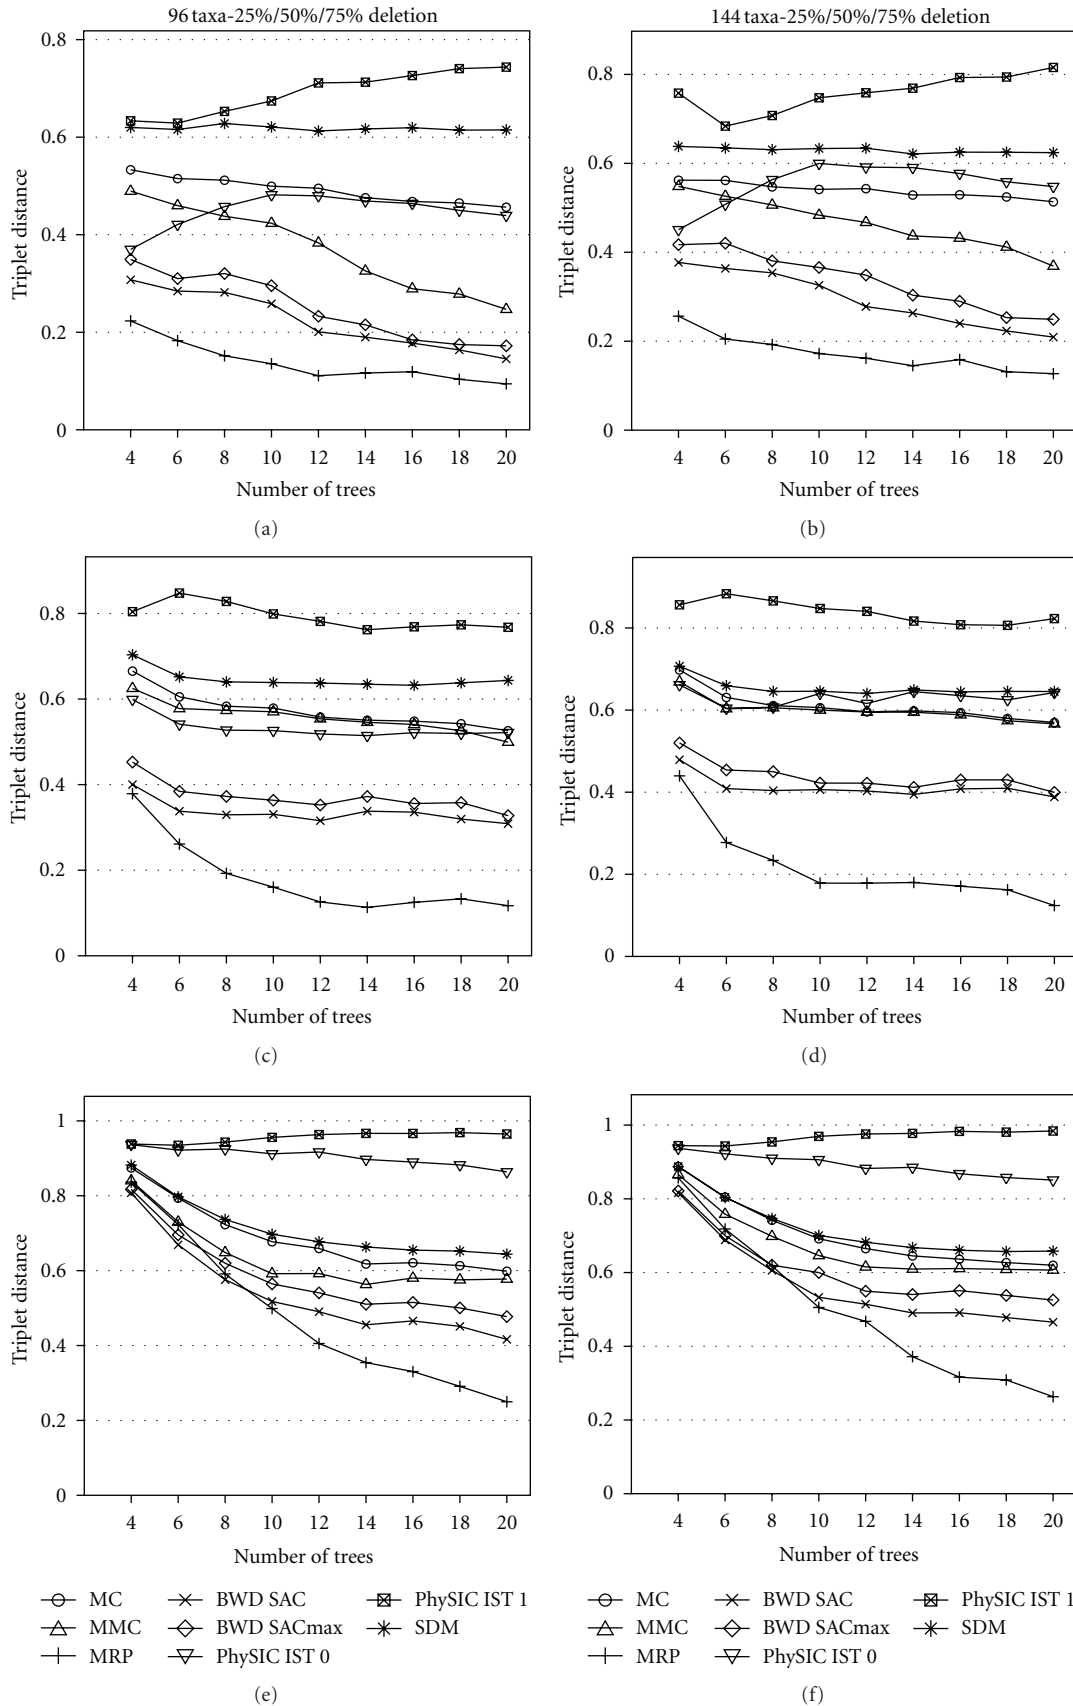 96 taxa-25%/50%/75% deletion
144 taxa-25%/50%/75% deletion
Triplet distance
0.8
0.6
0.4
0.2
0
4 6 8 10 12 14 16 18 20
Number of trees
(a)
Triplet distance
0.8
0.6
0.4
0.2
0
4 6 8 10 12 14 16 18 20
Number of trees
(b)
Triplet distance
0.8
0.6
0.4
0.2
0
4 6 8 10 12 14 16 18 20
Number of trees
(c)
Triplet distance
0.8
0.6
0.4
0.2
0
4 6 8 10 12 14 16 18 20
Number of trees
(d)
Triplet distance
1
0.8
0.6
0.4
0.2
0
4 6 8 10 12 14 16 18 20
Number of trees
MC BWD SAC PhySIC IST 1
MMC BWD SACmax SDM
MRP PhySIC IST 0
(e)
Triplet distance
1
0.8
0.6
0.4
0.2
0
4 6 8 10 12 14 16 18 20
Number of trees
MC BWD SAC PhySIC IST 1
MMC BWD SACmax SDM
MRP PhySIC IST 0
(f)